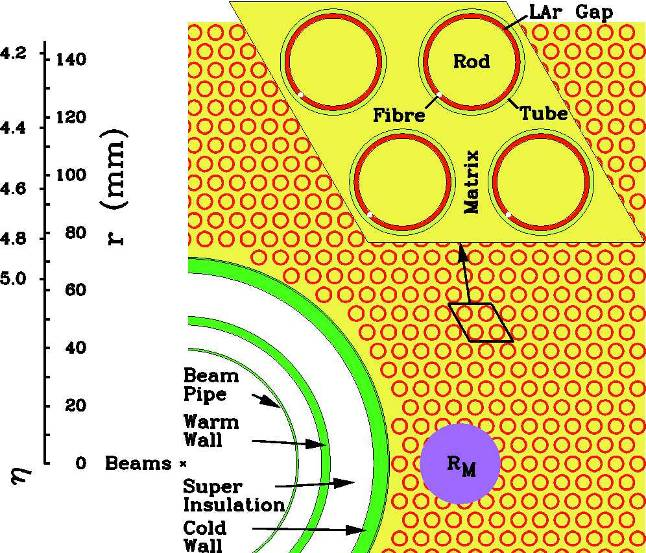 LAr Gap
Rod
Fibre
Tube
Matrix
4.2
4.4
4.6
4.8
5.0
140
120
100
80
60
40
20
0
r (mm)
η
Beam
Pipe
Warm
Wall
Beams ×
Super
Insulation
Cold
Wall
RM